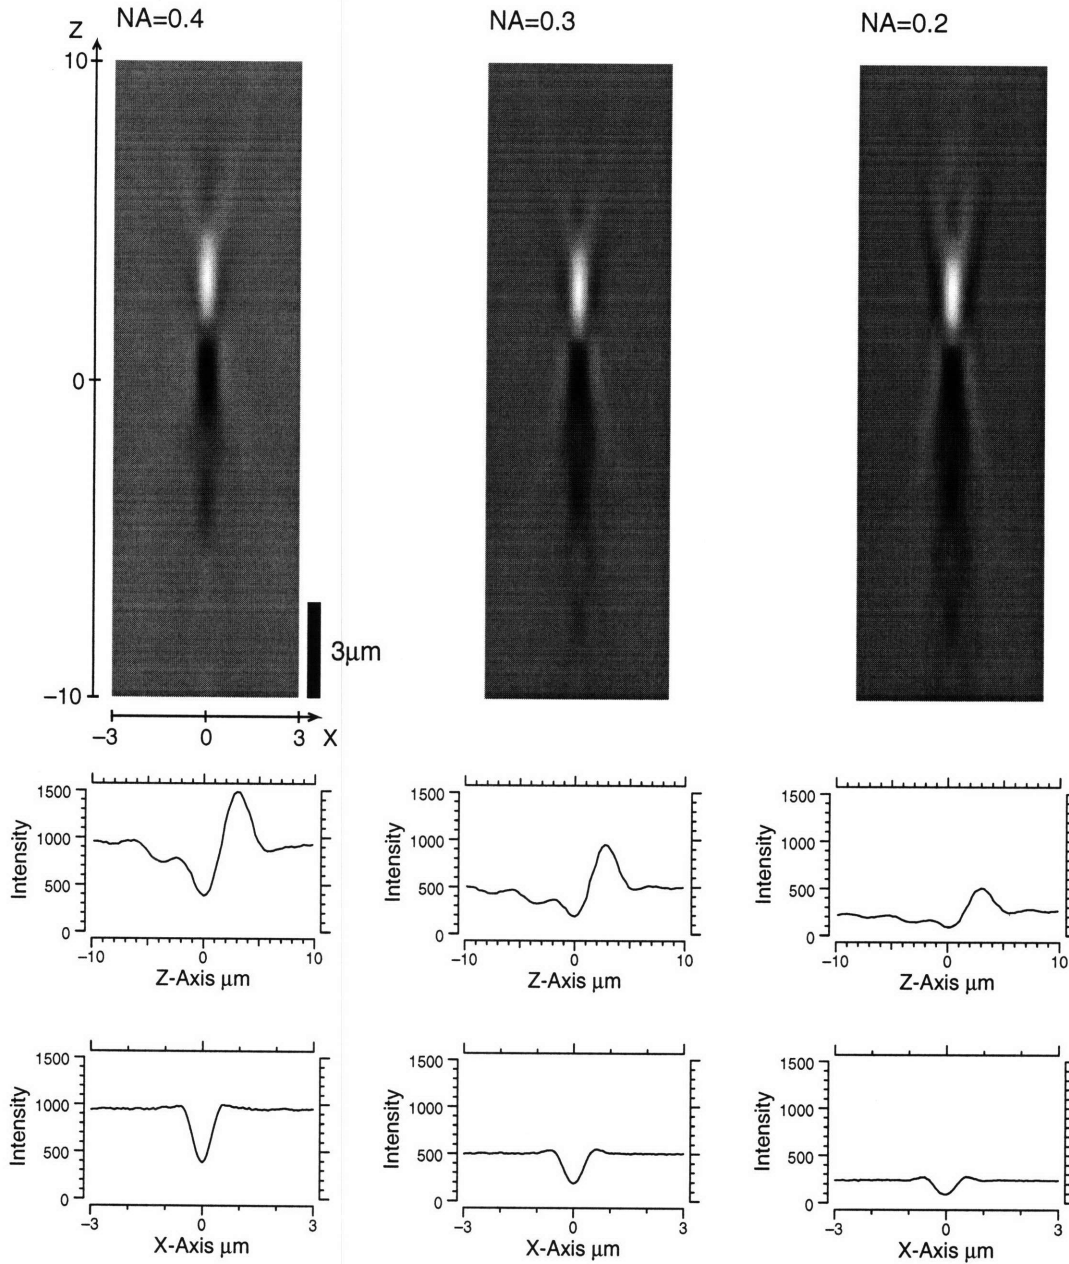 NA=0.4 NA=0.3 NA=0.2
Z
10
0
3μm
−10
−3 0 3 X
1500 1500 1500
1000 1000 1000
500 500 500
0 0 0
Intensity Intensity Intensity
−10 0 10 −10 0 10 −10 0 10
Z-Axis μm Z-Axis μm Z-Axis μm
1500 1500 1500
1000 1000 1000
500 500 500
0 0 0
Intensity Intensity Intensity
−3 0 3 −3 0 3 −3 0 3
X-Axis μm X-Axis μm X-Axis μm